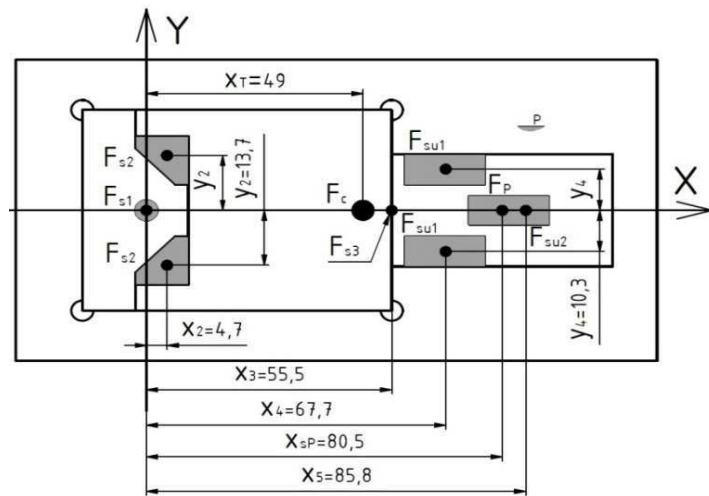 Y
X
xT=49
P
Fs2
y2
y2=13,7
Fsu1
y4
Fs1
Fc
FP
Fs3
Fsu1
Fsu2
Fs2
y4=10,3
x2=4,7
x3=55,5
x4=67,7
xsP=80,5
x5=85,8